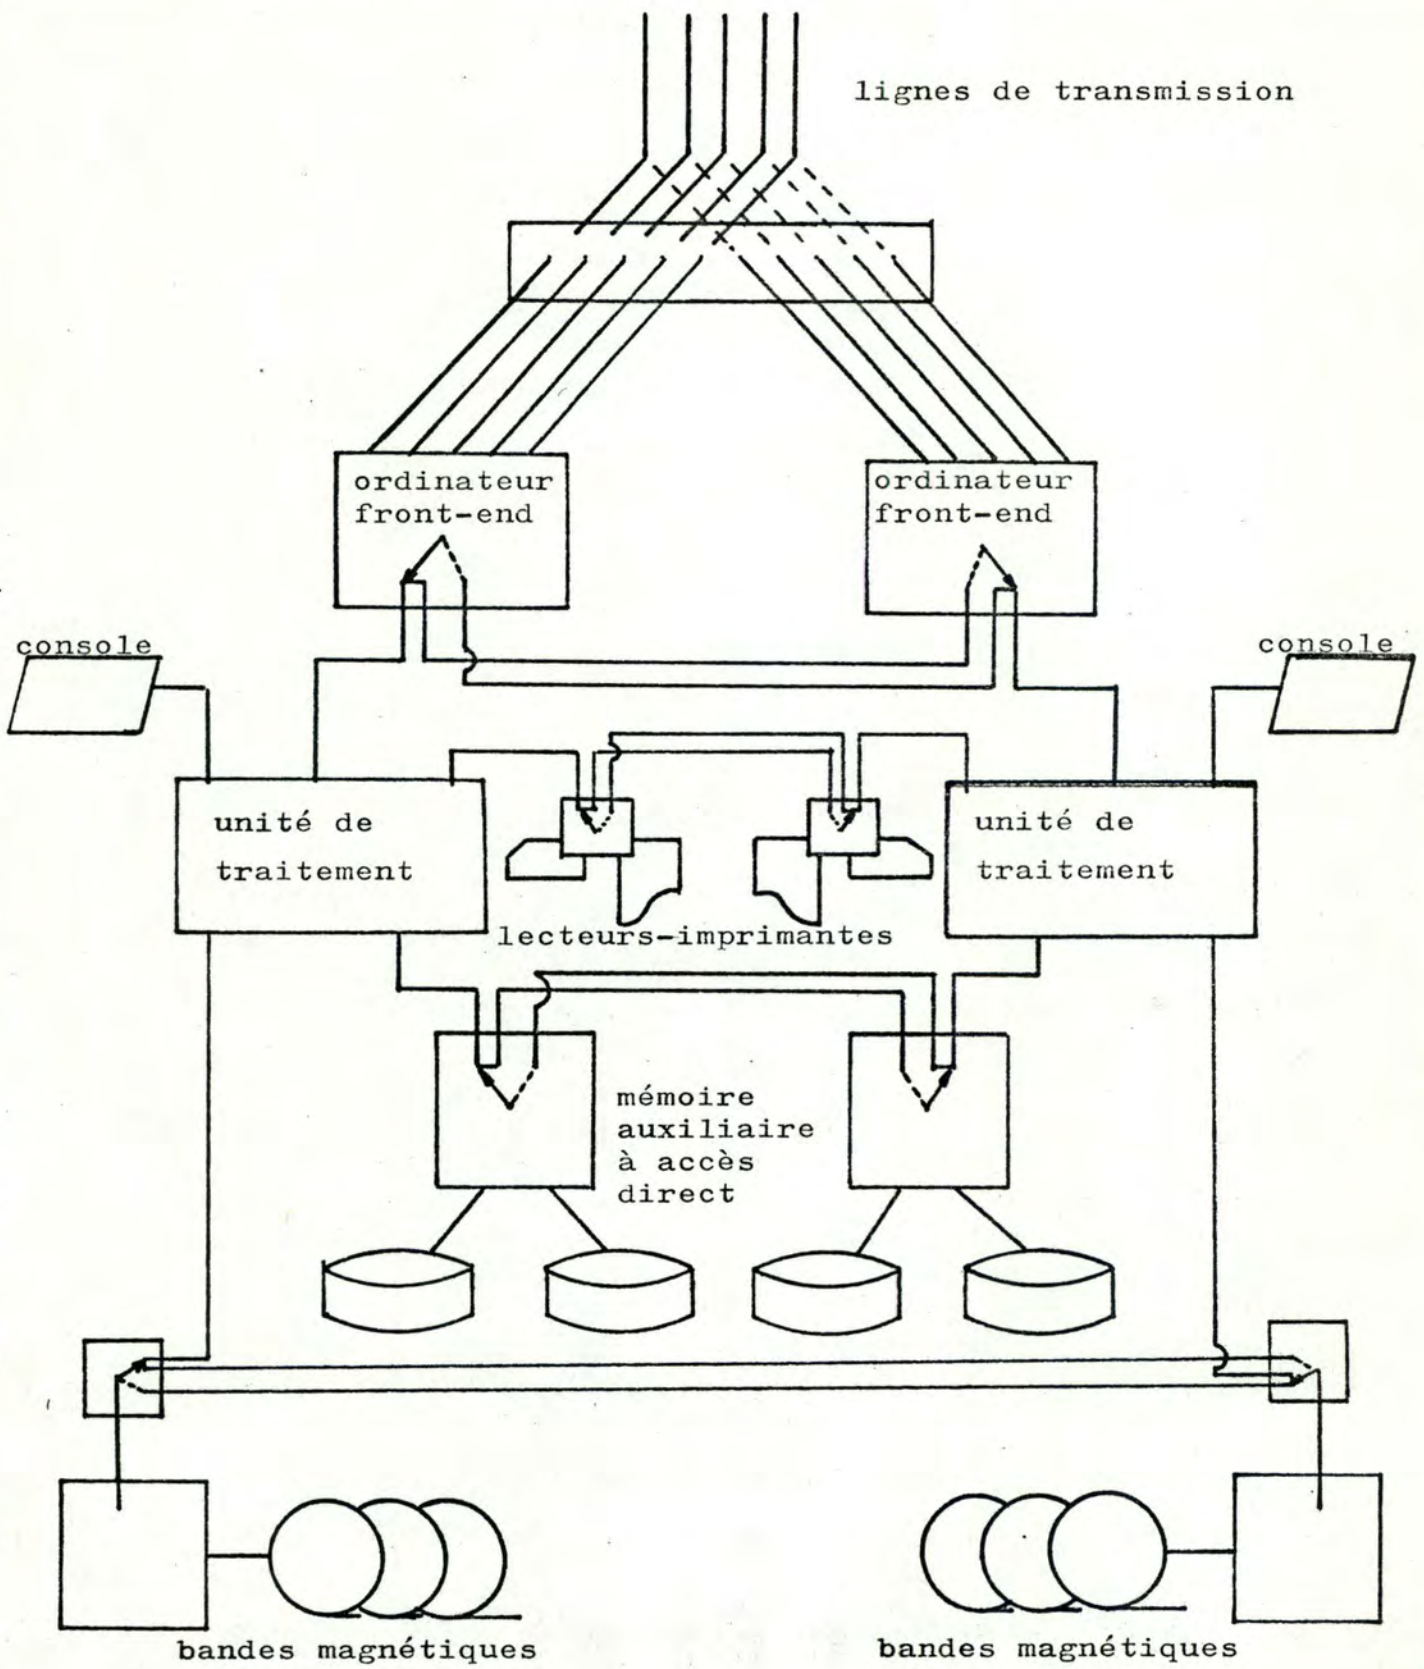 lignes de transmission
ordinateur
front-end
ordinateur
front-end
console
console
unité de
traitement
unité de
traitement
lecteurs-imprimantes
mémoire
auxiliaire
à accès
direct
bandes magnétiques
bandes magnétiques